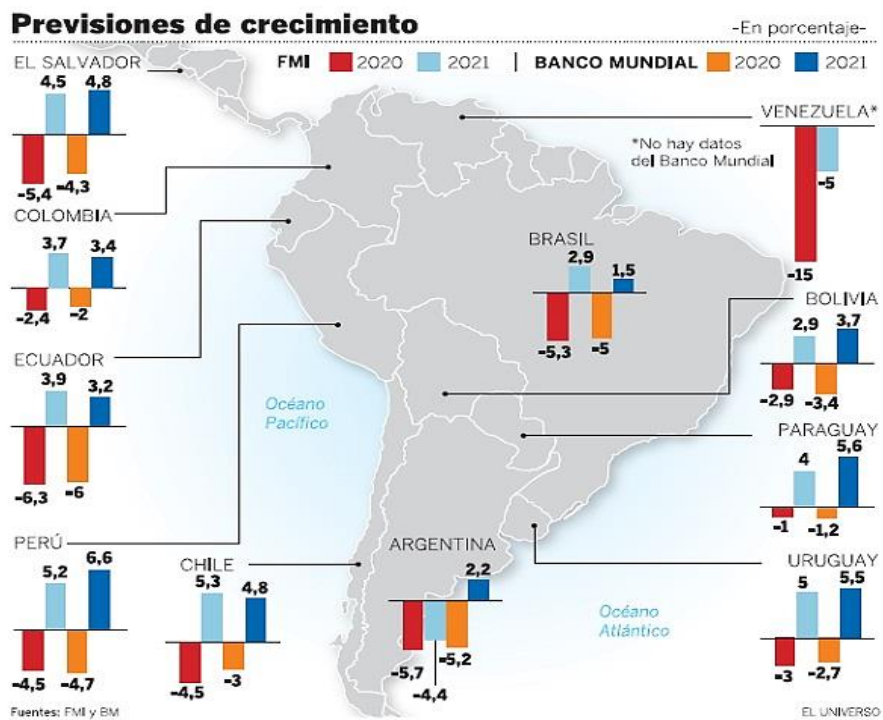 Previsiones de crecimiento
-En porcentaje-
FMI 2020 2021 | BANCO MUNDIAL 2020 2021
EL SALVADOR
4,5 4,8
-5,4 -4,3
COLOMBIA
3,7 3,4
-2,4 -2
ECUADOR
3,9 3,2
-6,3 -6
PERÚ
5,2 6,6
-4,5 -4,7
CHILE
5,3 4,8
-4,5 -3
ARGENTINA
2,2
-5,7 -5,2
-4,4
BRASIL
2,9 1,5
-5,3 -5
VENEZUELA*
*No hay datos
del Banco Mundial
-5
-15
BOLIVIA
2,9 3,7
-2,9 -3,4
PARAGUAY
4 5,6
-1 -1,2
URUGUAY
5 5,5
-3 -2,7
Océano
Pacífico
Océano
Atlántico
Fuentes: FMI y BM
EL UNIVERSO